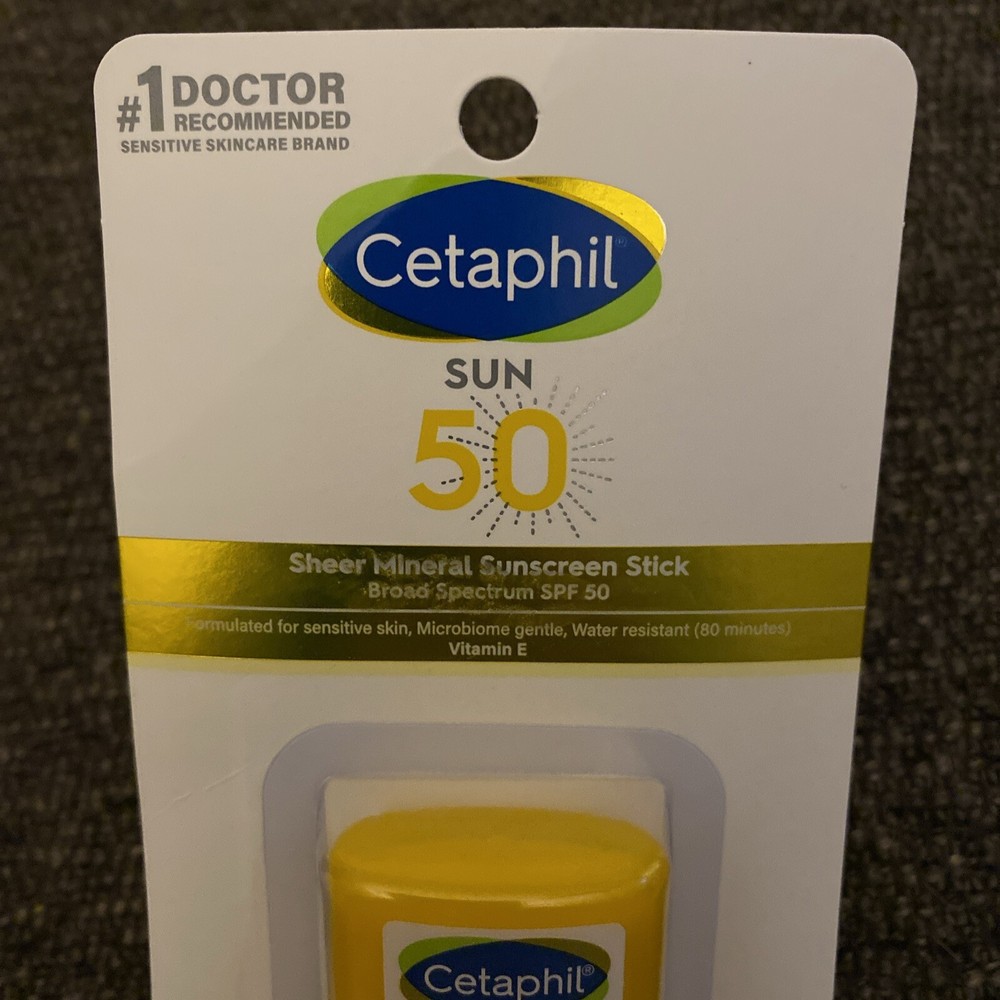 #1 DOCTOR
RECOMMENDED
SENSITIVE SKINCARE BRAND
Cetaphil®
SUN
50
Sheer Mineral Sunscreen Stick
Broad Spectrum SPF 50
Formulated for sensitive skin, Microbiome gentle, Water resistant (80 minutes)
Vitamin E
Cetaphil®